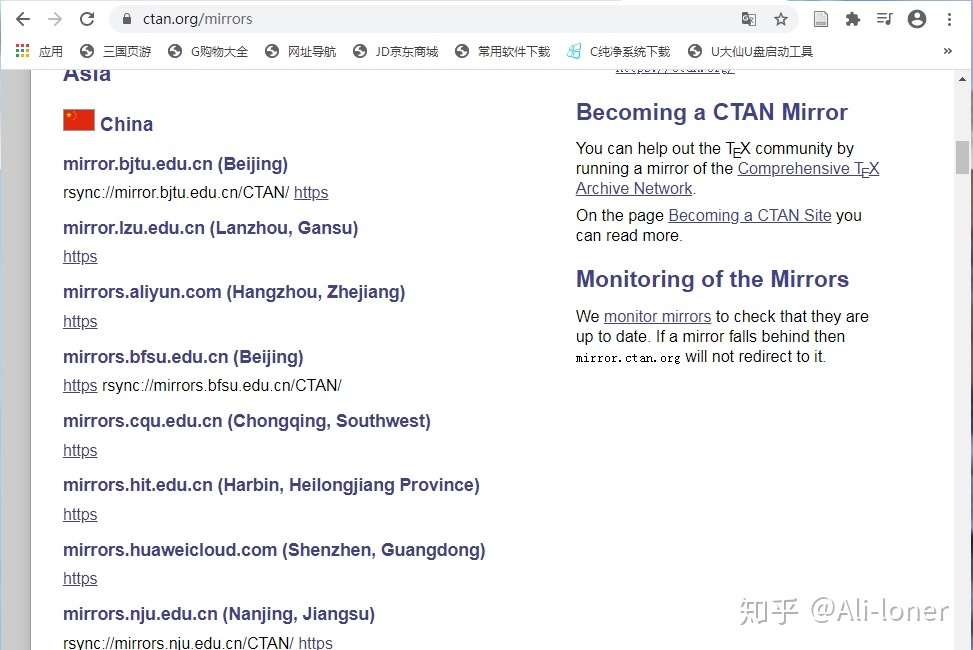 ctan.org/mirrors
应用 三国页游 G购物大全 网址导航 JD京东商城 常用软件下载 C纯净系统下载 U大仙U盘启动工具 »
Asia
China
mirror.bjtu.edu.cn (Beijing)
rsync://mirror.bjtu.edu.cn/CTAN/ https
mirror.lzu.edu.cn (Lanzhou, Gansu)
https
mirrors.aliyun.com (Hangzhou, Zhejiang)
https
mirrors.bfsu.edu.cn (Beijing)
https rsync://mirrors.bfsu.edu.cn/CTAN/
mirrors.cqu.edu.cn (Chongqing, Southwest)
https
mirrors.hit.edu.cn (Harbin, Heilongjiang Province)
https
mirrors.huaweicloud.com (Shenzhen, Guangdong)
https
mirrors.nju.edu.cn (Nanjing, Jiangsu)
rsync://mirrors.nju.edu.cn/CTAN/ https
https://ctan.org/
Becoming a CTAN Mirror
You can help out the TEX community by
running a mirror of the Comprehensive TEX
Archive Network.
On the page Becoming a CTAN Site you
can read more.
Monitoring of the Mirrors
We monitor mirrors to check that they are
up to date. If a mirror falls behind then
mirror.ctan.org will not redirect to it.
知乎 @Ali-loner